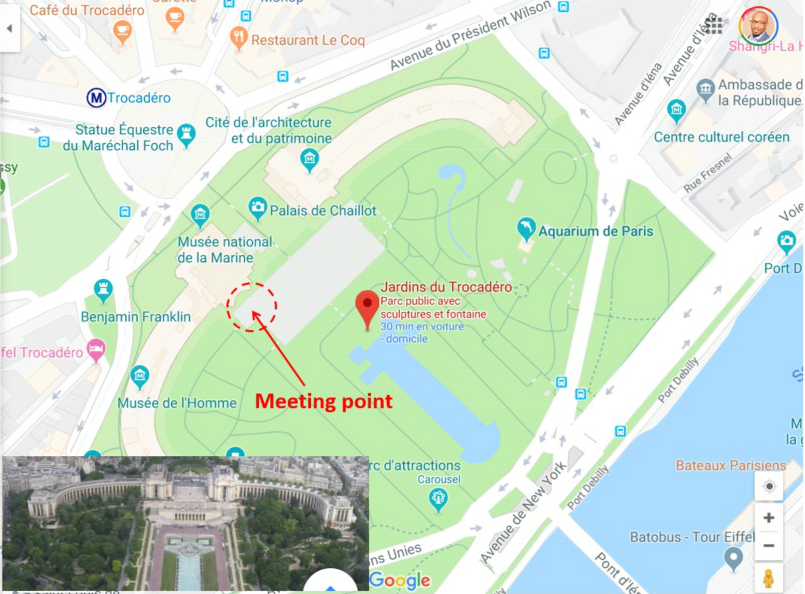 Café du Trocadéro
Restaurant Le Coq
Avenue du Président Wilson
Avenue d'Iéna
Shangri-La H
M Trocadéro
Statue Équestre
du Maréchal Foch
Cité de l'architecture
et du patrimoine
Avenue d'Iéna
Ambassade d
la République
Centre culturel coréen
Rue Fresnel
ssy
Palais de Chaillot
Musée national
de la Marine
Aquarium de Paris
Voie
Port D
Benjamin Franklin
Jardins du Trocadéro
Parc public avec
sculptures et fontaine
30 min en voiture
- domicile
fel Trocadéro
Musée de l'Homme
Meeting point
Port Debilly
rc d'attractions
Carousel
Avenue de New York
Port Debilly
M
la
Bateaux Parisiens
Batobus - Tour Eiffel
ns Unies
Google
Pont d'Ié